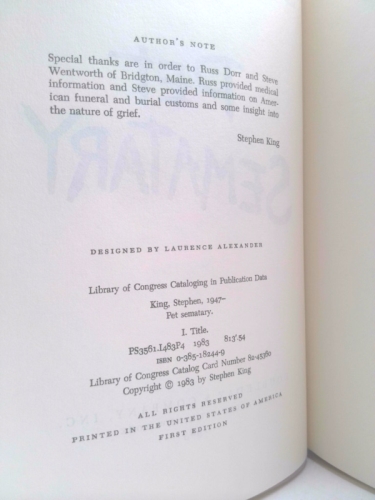 AUTHOR'S NOTE
Special thanks are in order to Russ Dorr and Steve
Wentworth of Bridgton, Maine. Russ provided medical
information and Steve provided information on Amer-
ican funeral and burial customs and some insight into
the nature of grief.
Stephen King
SEMATARY
DESIGNED BY LAURENCE ALEXANDER
Library of Congress Cataloging in Publication Data
King, Stephen, 1947–
Pet sematary.
I. Title.
PS3561.I483P4 1983 813'.54
ISBN 0-385-18244-9
Library of Congress Catalog Card Number 82-45360
Copyright © 1983 by Stephen King
ALL RIGHTS RESERVED
PRINTED IN THE UNITED STATES OF AMERICA
FIRST EDITION